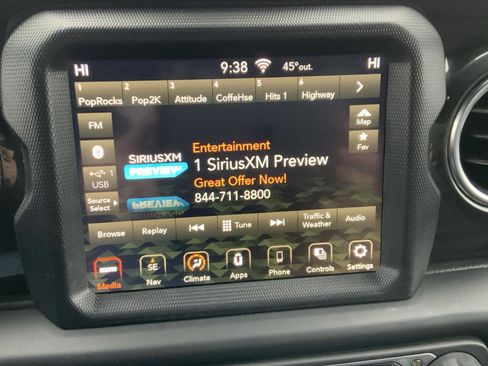 HI 9:38 45°out. HI
1 2 3 4 5 6
PopRocks Pop2K Attitude CoffeHse Hits 1 Highway
FM
Map
Entertainment
SIRIUSXM 1 SiriusXM Preview
Fav
PREVIEW Great Offer Now!
1
USB
844-711-8800
Source
Select
Browse Replay Tune Traffic & Weather Audio
SE
Media Nav Climate Apps Phone Controls Settings